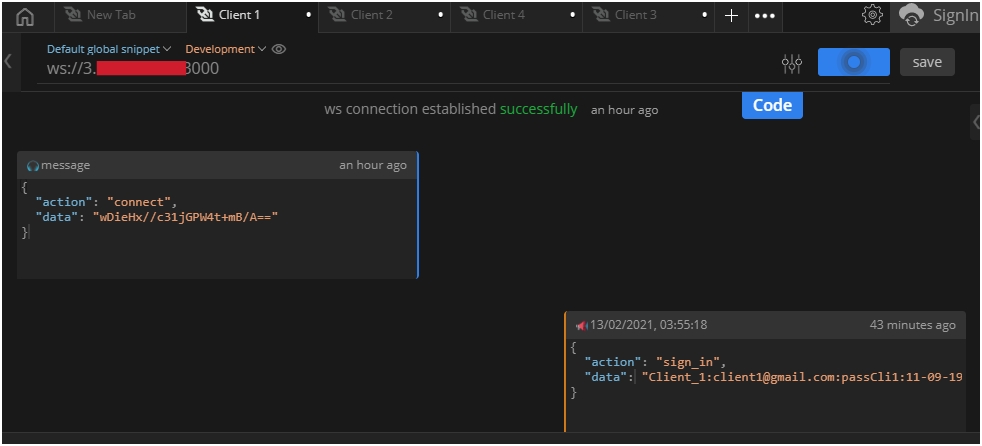 New Tab
Client 1
Client 2
Client 4
Client 3
SignIn
Default global snippet
Development
ws://3.
3000
save
ws connection established successfully an hour ago
Code
message
an hour ago
{
"action": "connect",
"data": "wDieHx//c31jGPW4t+mB/A=="
}
13/02/2021, 03:55:18
43 minutes ago
{
"action": "sign_in",
"data": "Client_1:client1@gmail.com:passCli1:11-09-19
}